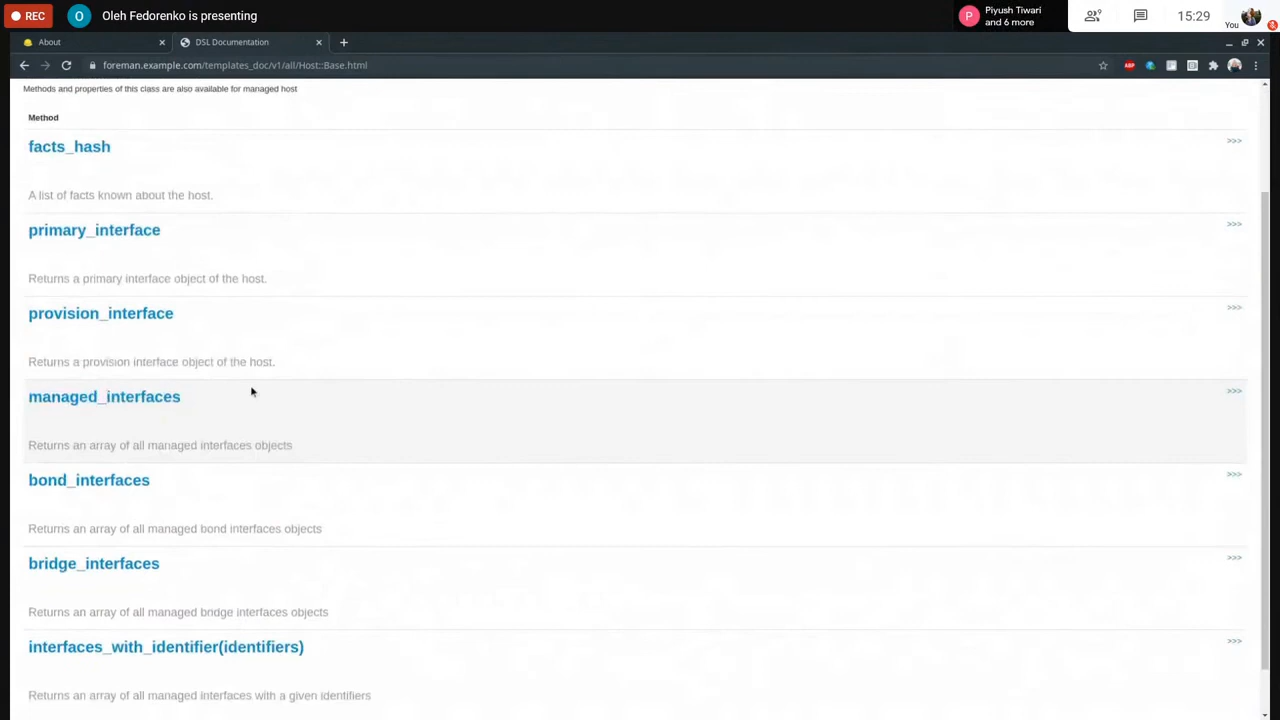 REC
O
Oleh Fedorenko is presenting
P
Piyush Tiwari
and 6 more
9
15:29
You
About
DSL Documentation
foreman.example.com/templates_doc/v1/all/Host::Base.html
ABP
Methods and properties of this class are also available for managed host
Method
facts_hash
>>>
A list of facts known about the host.
primary_interface
>>>
Returns a primary interface object of the host.
provision_interface
>>>
Returns a provision interface object of the host.
managed_interfaces
>>>
Returns an array of all managed interfaces objects
bond_interfaces
>>>
Returns an array of all managed bond interfaces objects
bridge_interfaces
>>>
Returns an array of all managed bridge interfaces objects
interfaces_with_identifier(identifiers)
>>>
Returns an array of all managed interfaces with a given identifiers